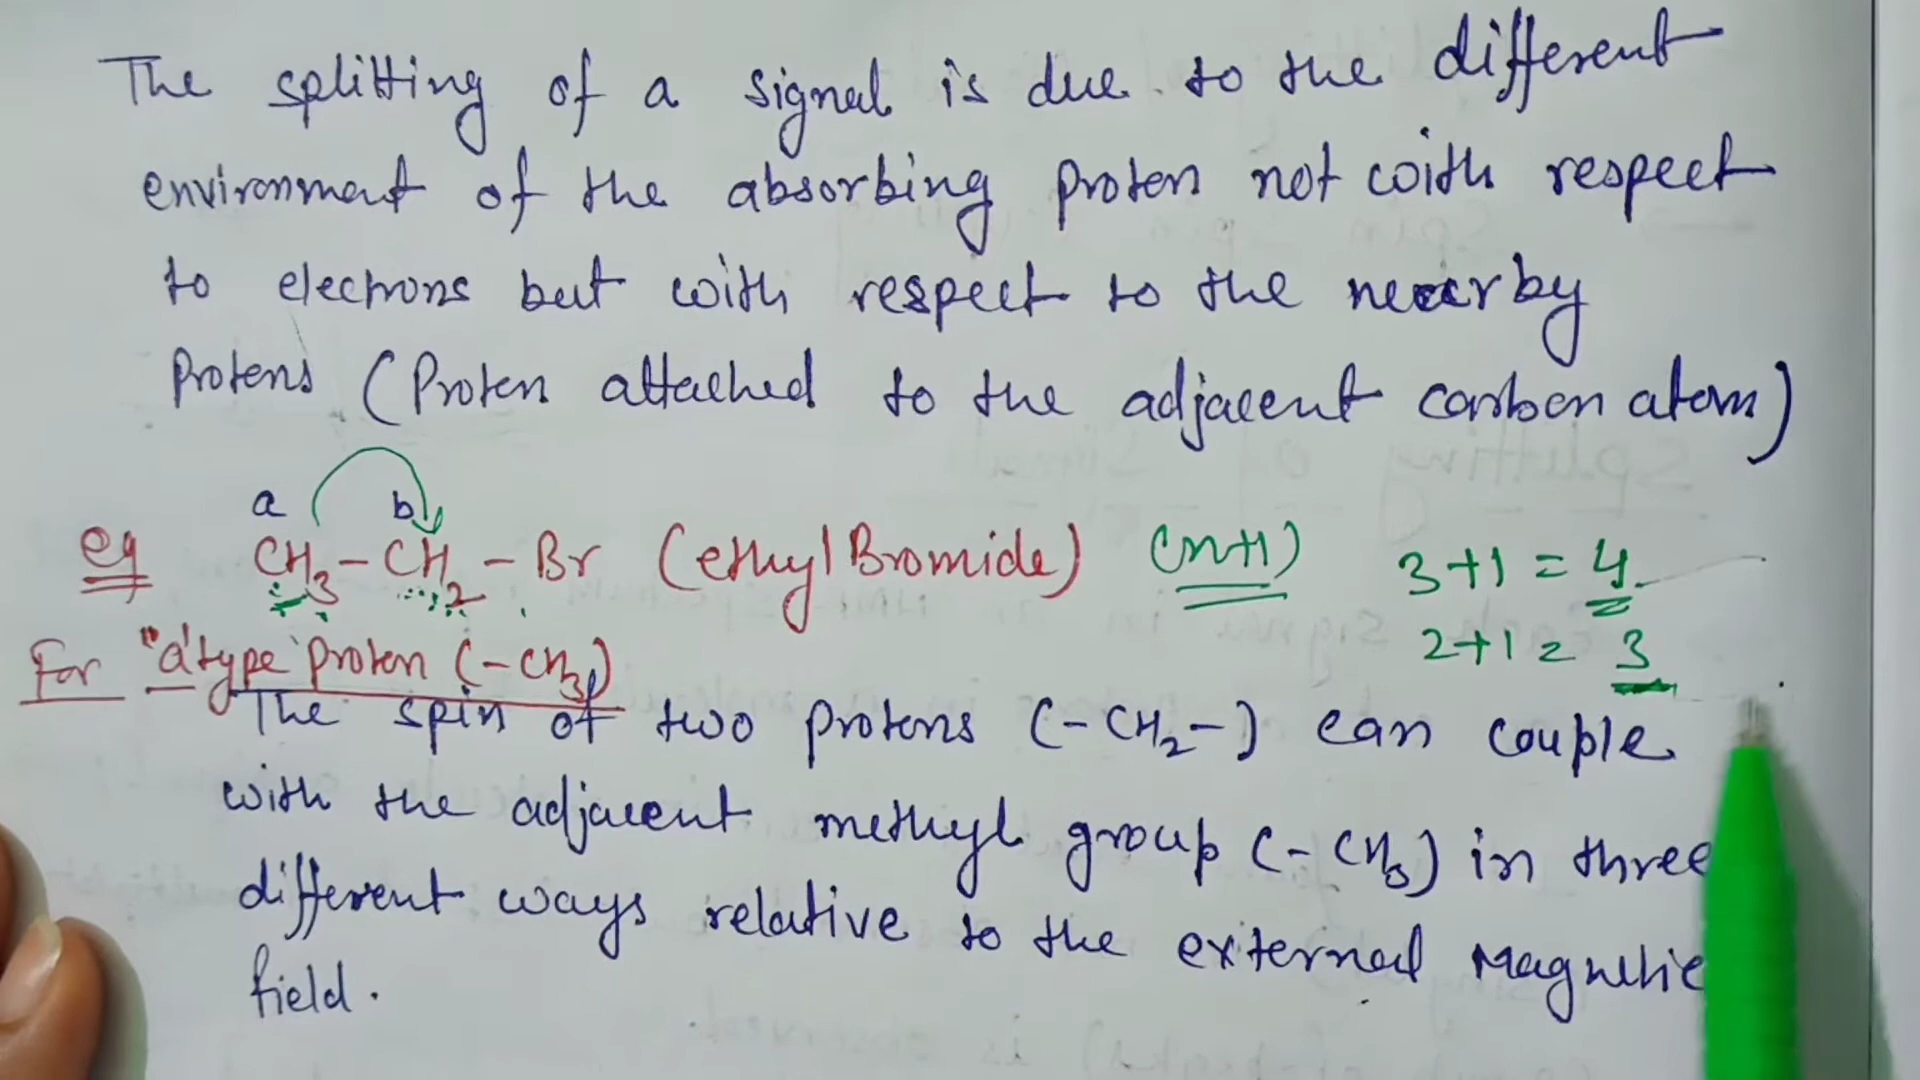 The splitting of a signal is due to the different
environment of the absorbing proton not with respect
to electrons but with respect to the nearby
Protons (Proton attached to the adjacent carbon atom)
a b
eg CH3-CH2-Br (ethyl Bromide) (n+1) 3+1=4
2+1=3
For "a" type proton (-CH3)
The spin of two protons (-CH2-) can couple
with the adjacent methyl group (-CH3) in three
different ways relative to the external Magnetic
field.